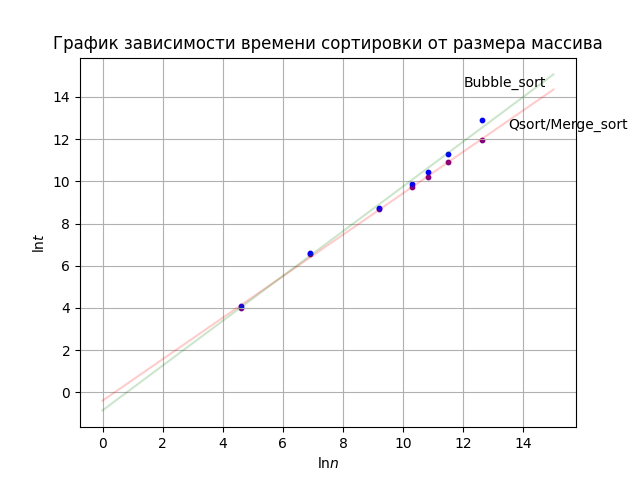 График зависимости времени сортировки от размера массива
Bubble_sort
Qsort/Merge_sort
lnt
14
12
10
8
6
4
2
0
0 2 4 6 8 10 12 14
lnn